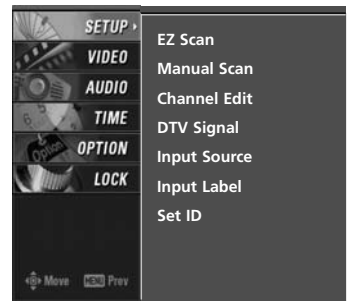 SETUP
VIDEO
AUDIO
TIME
OPTION
LOCK
Move MENU Prev
EZ Scan
Manual Scan
Channel Edit
DTV Signal
Input Source
Input Label
Set ID